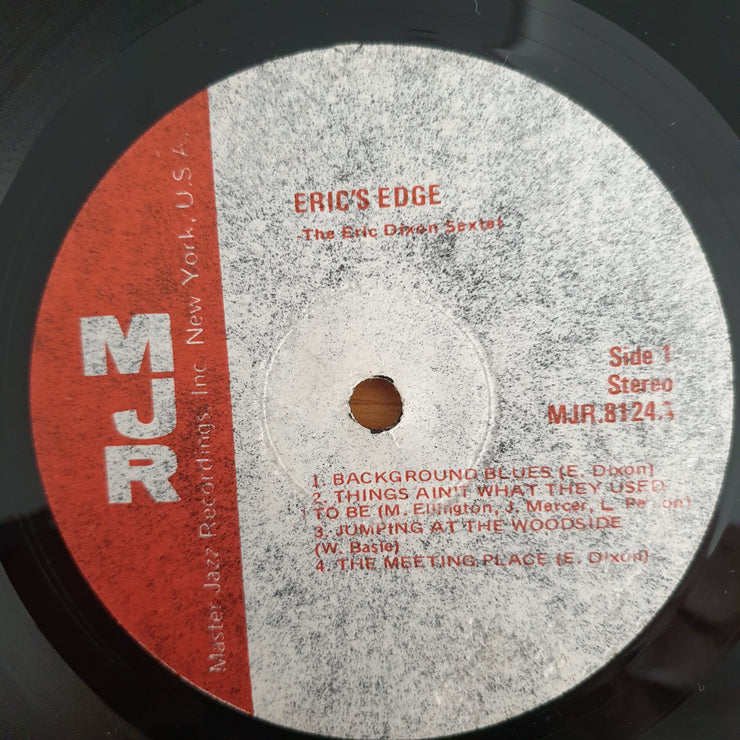 ERIC'S EDGE
The Eric Dixon Sextet
Side 1
Stereo
MJR.8124.
1. BACKGROUND BLUES (E. Dixon)
2. THINGS AIN'T WHAT THEY USED
TO BE (M. Ellington, J. Mercer, L.
3. JUMPING AT THE WOODSIDE
(W. Basie)
4. THE MEETING PLACE (E. Dixon)
MJR
Master Jazz Recordings, Inc. New York, U.S.A.